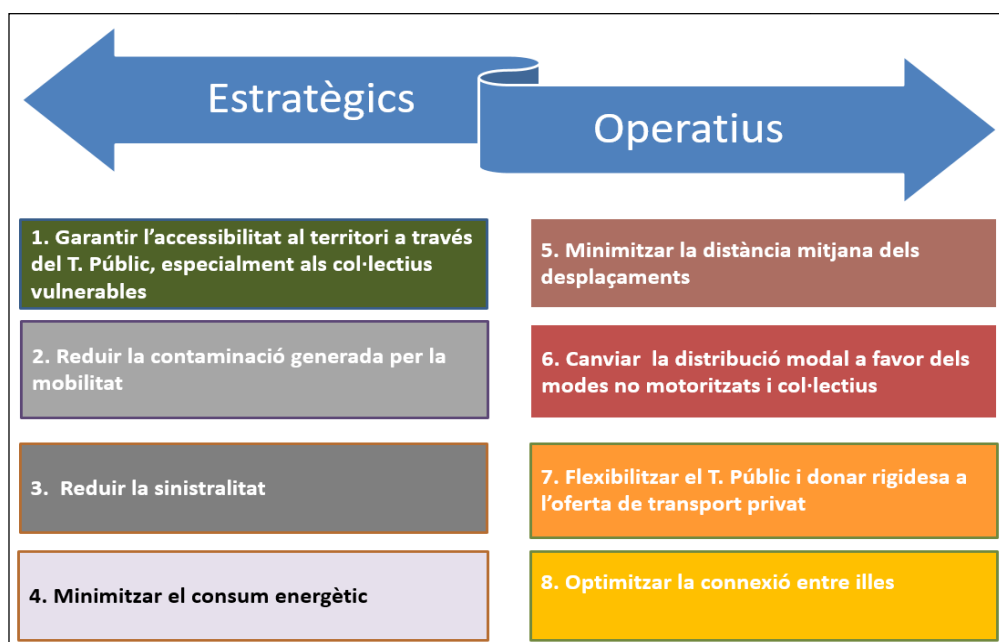 Estratègics
Operatius
1. Garantir l’accessibilitat al territori a través
del T. Públic, especialment als col·lectius
vulnerables
2. Reduir la contaminació generada per la
mobilitat
3. Reduir la sinistralitat
4. Minimitzar el consum energètic
5. Minimitzar la distància mitjana dels
desplaçaments
6. Canviar la distribució modal a favor dels
modes no motoritzats i col·lectius
7. Flexibilitzar el T. Públic i donar rigidesa a
l’oferta de transport privat
8. Optimitzar la connexió entre illes